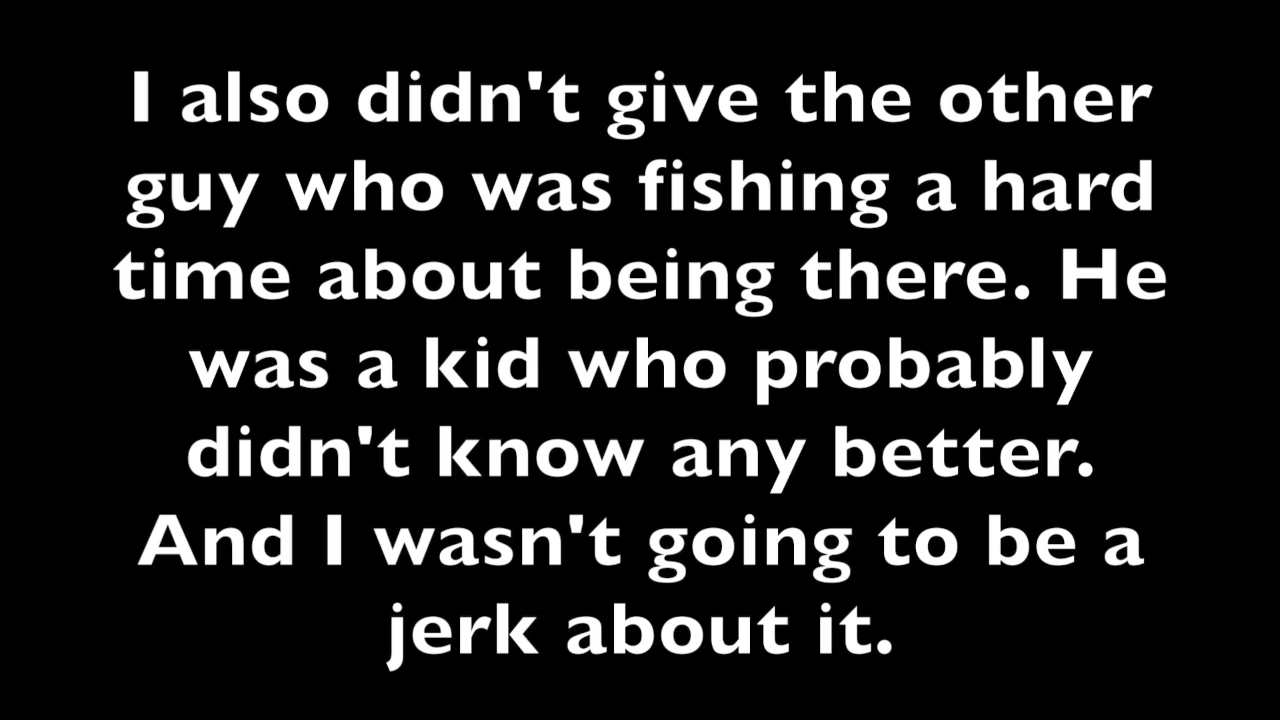 I also didn't give the other
guy who was fishing a hard
time about being there. He
was a kid who probably
didn't know any better.
And I wasn't going to be a
jerk about it.